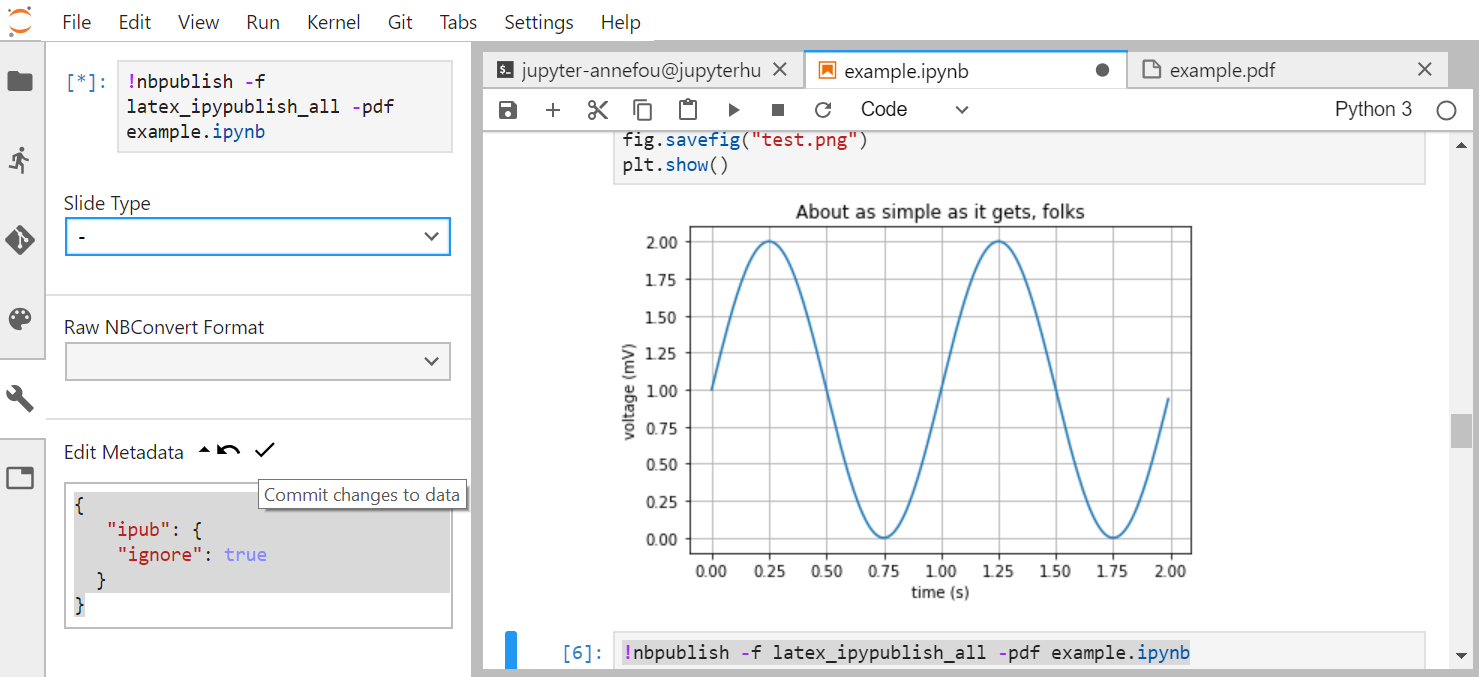 File Edit View Run Kernel Git Tabs Settings Help
[*]: !nbpublish -f
latex_ipypublish_all -pdf
example.ipynb
Slide Type
-
Raw NBConvert Format
Edit Metadata
Commit changes to data
{
"ipub": {
"ignore": true
}
}
jupyter-annefou@jupyterhu
example.ipynb
example.pdf
Code
Python 3
fig.savefig("test.png")
plt.show()
About as simple as it gets, folks
2.00
1.75
1.50
1.25
1.00
0.75
0.50
0.25
0.00
voltage (mV)
0.00 0.25 0.50 0.75 1.00 1.25 1.50 1.75 2.00
time (s)
[6]: !nbpublish -f latex_ipypublish_all -pdf example.ipynb